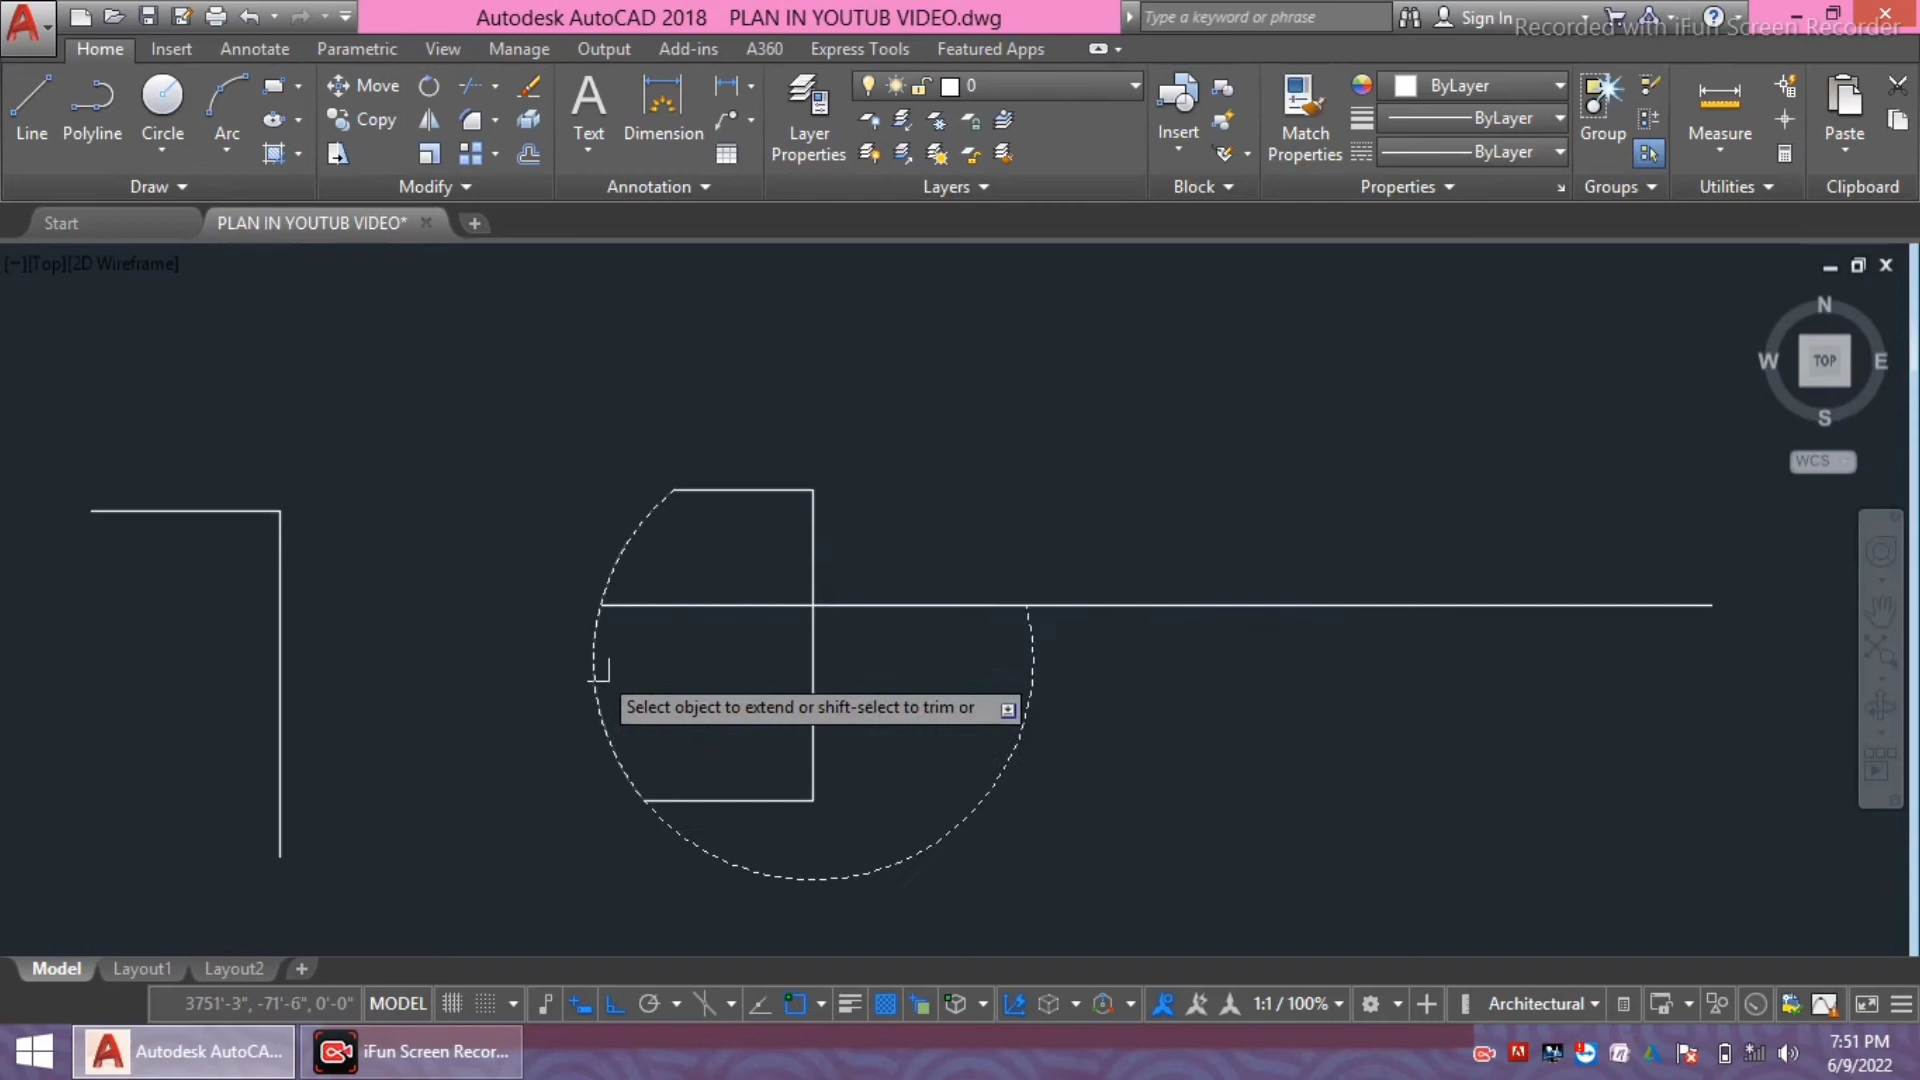 Autodesk AutoCAD 2018 PLAN IN YOUTUB VIDEO.dwg
Type a keyword or phrase
Sign In
Recorded with iFun Screen Recorder
Home Insert Annotate Parametric View Manage Output Add-ins A360 Express Tools Featured Apps
Line Polyline Circle Arc
Move
Copy
Text Dimension
Layer Properties
0
Insert
Match Properties
ByLayer
ByLayer
ByLayer
Group
Measure
Paste
Draw Modify Annotation Layers Block Properties Groups Utilities Clipboard
Start PLAN IN YOUTUB VIDEO*
[−][Top][2D Wireframe]
N
W TOP E
S
WCS
Select object to extend or shift-select to trim or
Model Layout1 Layout2
3751'-3", -71'-6", 0'-0" MODEL 1:1 / 100% Architectural
Autodesk AutoCA... iFun Screen Recor...
7:51 PM
6/9/2022